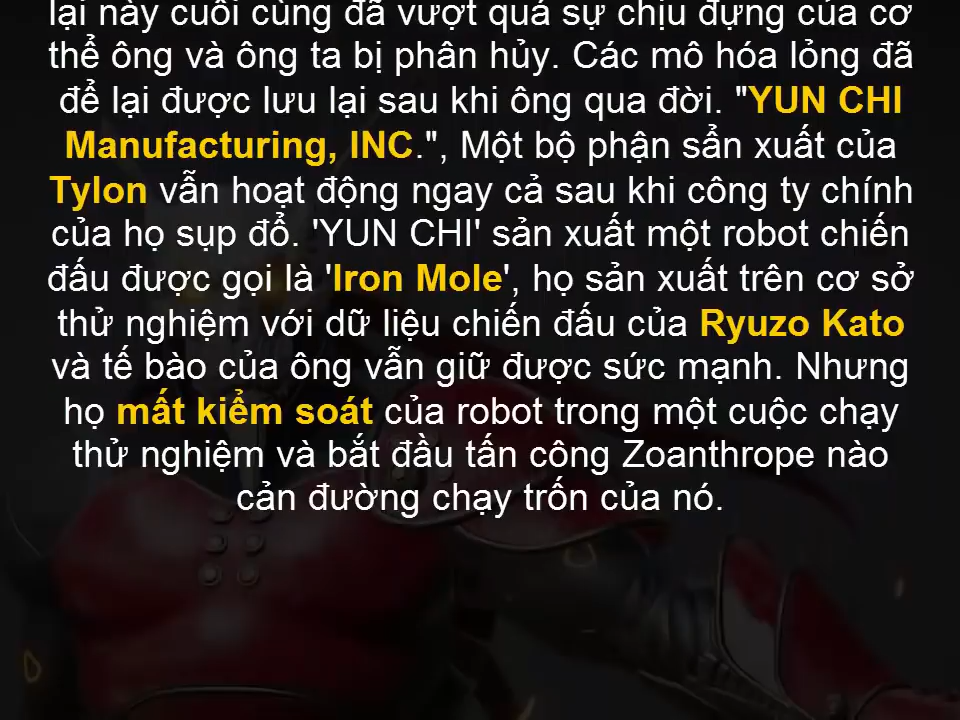 lại này cuối cùng đã vượt quá sự chịu đựng của cơ
thể ông và ông ta bị phân hủy. Các mô hóa lỏng đã
để lại được lưu lại sau khi ông qua đời. "YUN CHI
Manufacturing, INC.", Một bộ phận sẩn xuất của
Tylon vẫn hoạt động ngay cả sau khi công ty chính
của họ sụp đổ. 'YUN CHI' sản xuất một robot chiến
đấu được gọi là 'Iron Mole', họ sản xuất trên cơ sở
thử nghiệm với dữ liệu chiến đấu của Ryuzo Kato
và tế bào của ông vẫn giữ được sức mạnh. Nhưng
họ mất kiểm soát của robot trong một cuộc chạy
thử nghiệm và bắt đầu tấn công Zoanthrope nào
cản đường chạy trốn của nó.